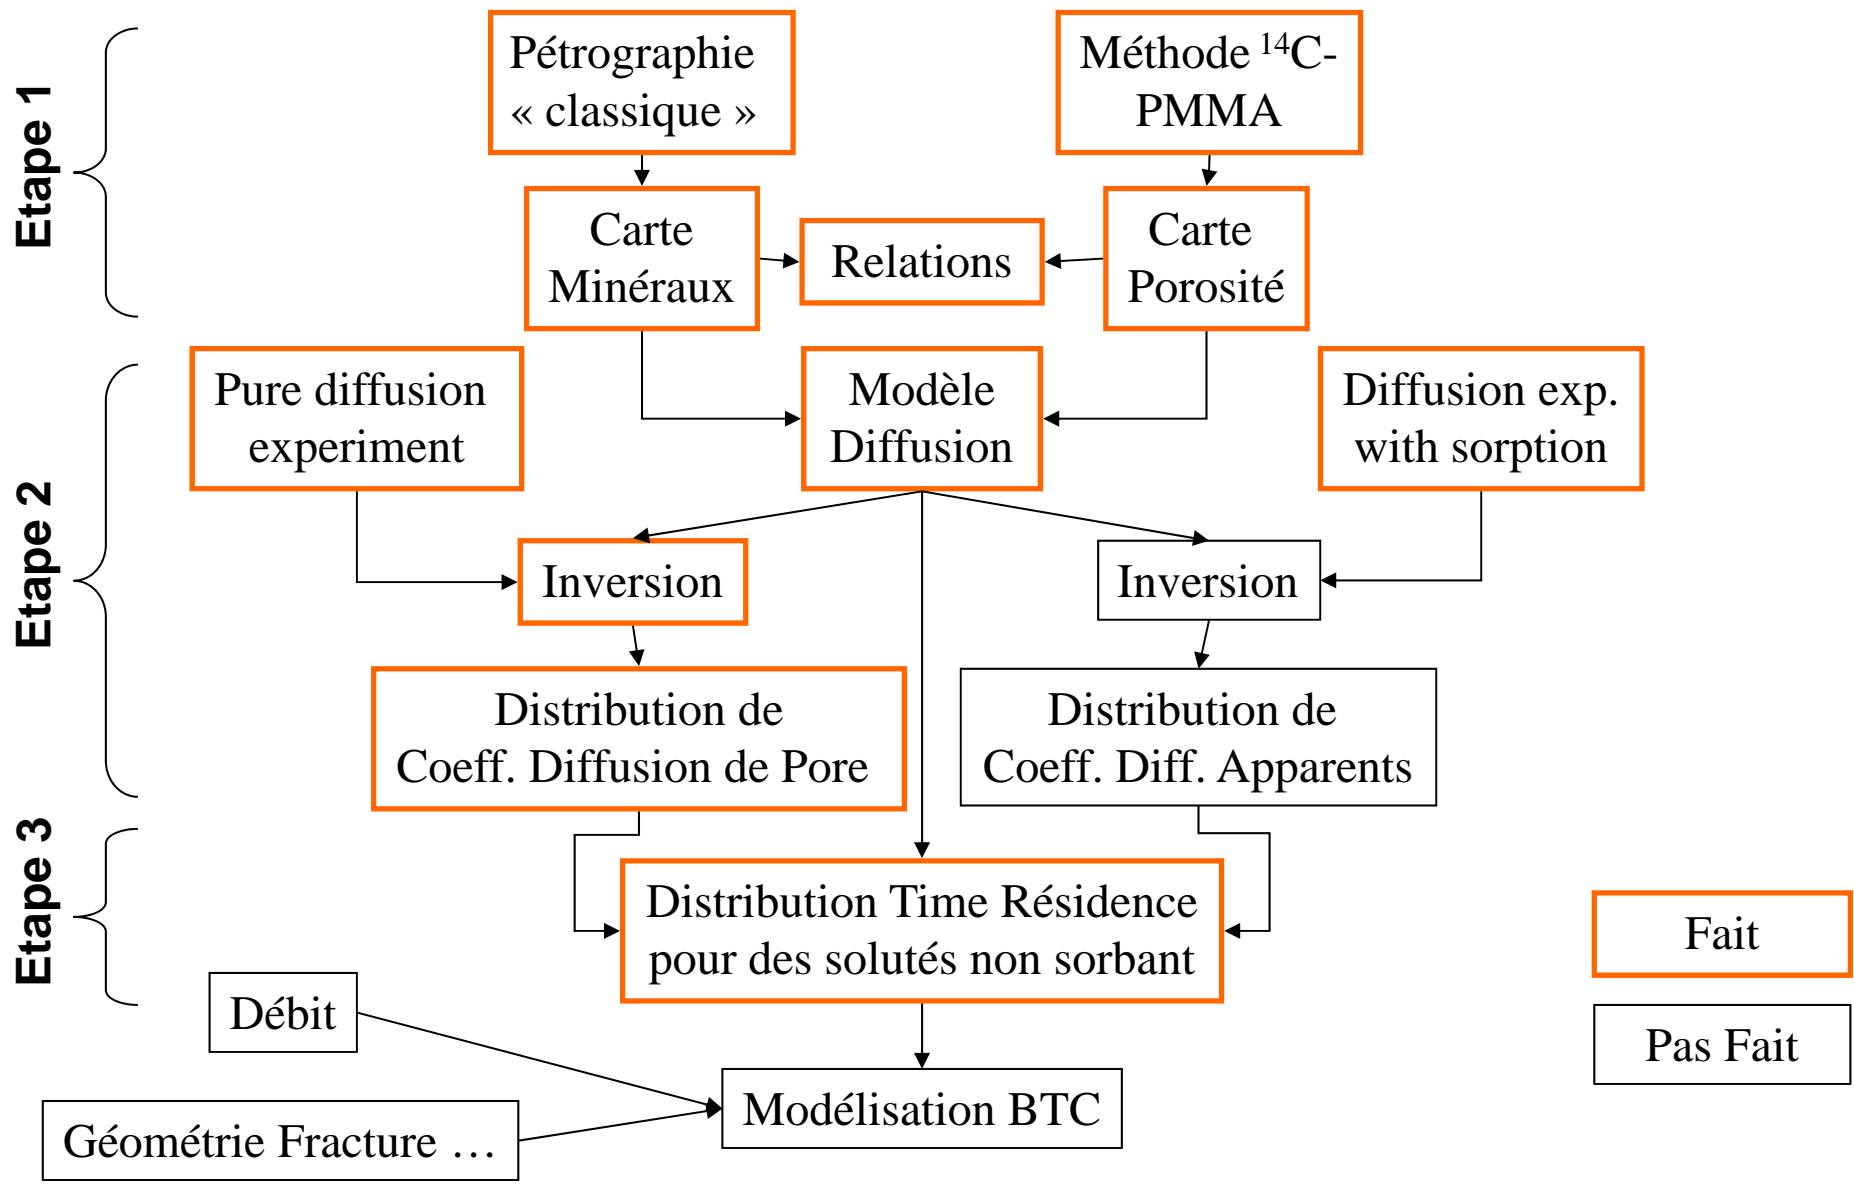 Etape 1
Pétrographie
« classique »
Méthode ¹⁴C-
PMMA
Carte
Minéraux
Relations
Carte
Porosité
Etape 2
Pure diffusion
experiment
Modèle
Diffusion
Diffusion exp.
with sorption
Inversion
Inversion
Distribution de
Coeff. Diffusion de Pore
Distribution de
Coeff. Diff. Apparents
Etape 3
Distribution Time Résidence
pour des solutés non sorbant
Débit
Géométrie Fracture …
Modélisation BTC
Fait
Pas Fait